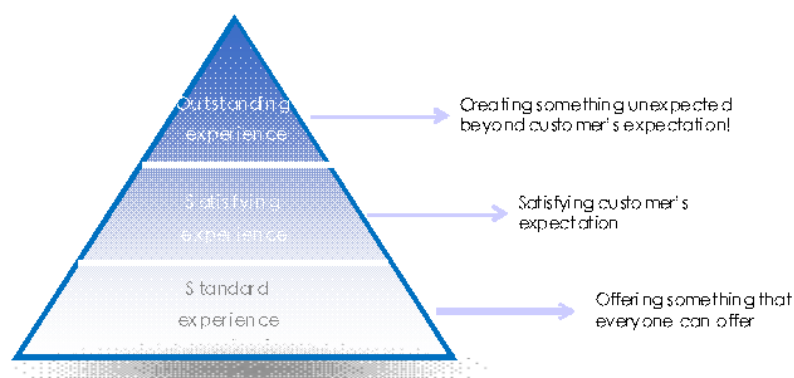 Outstanding
experience
Creating something unexpected
beyond customer's expectation!
Satisfying
experience
Satisfying customer's
expectation
Standard
experience
Offering something that
everyone can offer